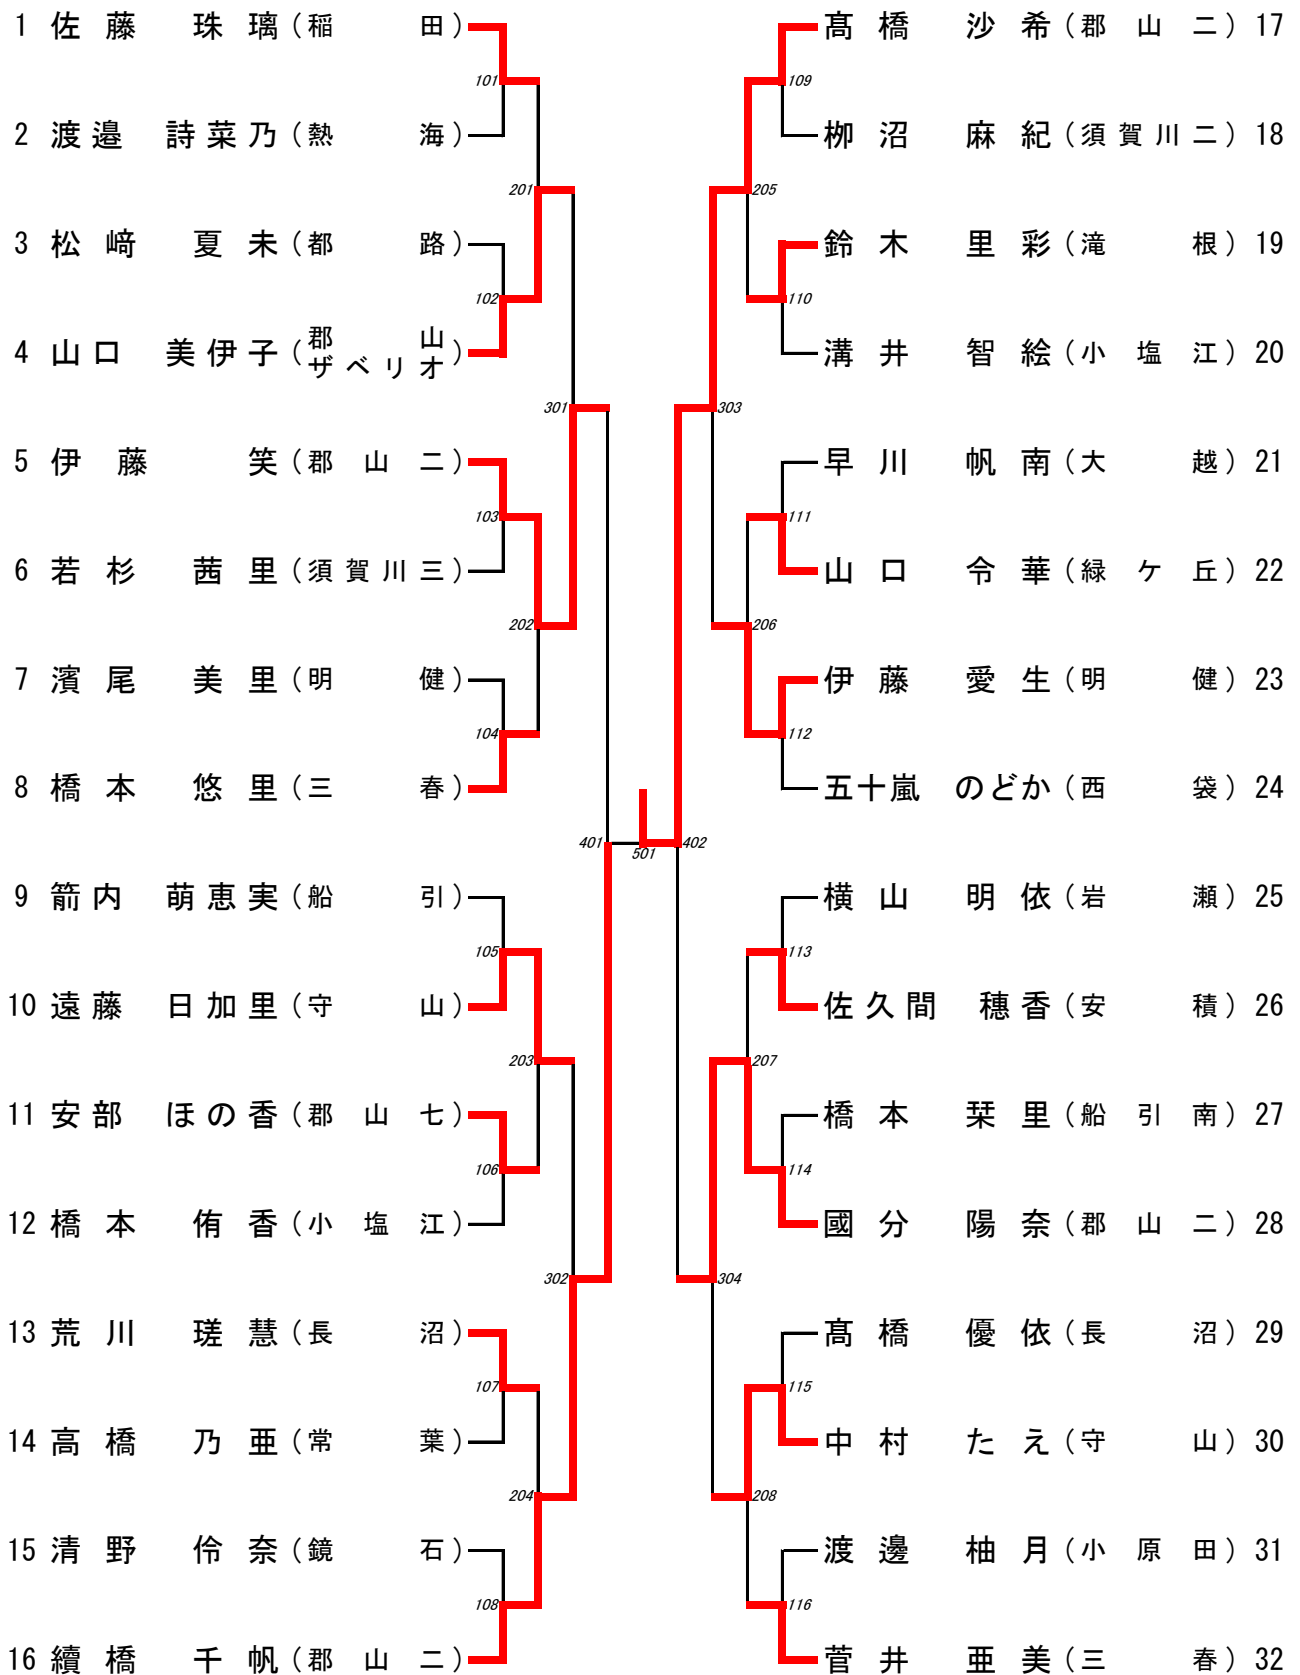 1 佐藤 珠璃（稲田）
101
2 渡邉 詩菜乃（熱海）
201
3 松﨑 夏未（都路）
102
4 山口 美伊子（郡山ザベリオ）
301
5 伊藤 笑（郡山二）
103
6 若杉 茜里（須賀川三）
202
7 濱尾 美里（明健）
104
8 橋本 悠里（三春）
401
9 箭内 萌恵実（船引）
105
10 遠藤 日加里（守山）
203
11 安部 ほの香（郡山七）
106
12 橋本 侑香（小塩江）
302
13 荒川 瑳慧（長沼）
107
14 高橋 乃亜（常葉）
204
15 清野 伶奈（鏡石）
108
16 續橋 千帆（郡山二）
501
髙橋 沙希（郡山二）17
109
栁沼 麻紀（須賀川二）18
205
鈴木 里彩（滝根）19
110
溝井 智絵（小塩江）20
303
早川 帆南（大越）21
111
山口 令華（緑ケ丘）22
206
伊藤 愛生（明健）23
112
五十嵐 のどか（西袋）24
402
横山 明依（岩瀬）25
113
佐久間 穂香（安積）26
207
橋本 栞里（船引南）27
114
國分 陽奈（郡山二）28
304
髙橋 優依（長沼）29
115
中村 たえ（守山）30
208
渡邊 柚月（小原田）31
116
菅井 亜美（三春）32